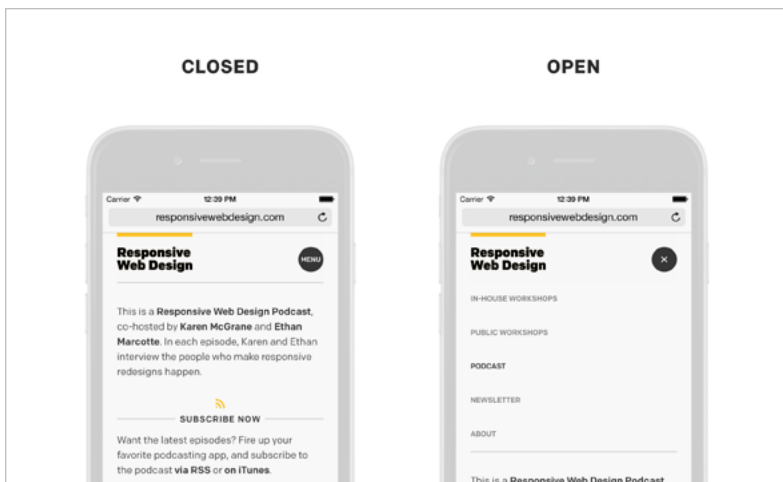 CLOSED
OPEN
Carrier
12:39 PM
responsivewebdesign.com
Responsive
Web Design
MENU
This is a Responsive Web Design Podcast,
co-hosted by Karen McGrane and Ethan
Marcotte. In each episode, Karen and Ethan
interview the people who make responsive
redesigns happen.
SUBSCRIBE NOW
Want the latest episodes? Fire up your
favorite podcasting app, and subscribe to
the podcast via RSS or on iTunes.
Carrier
12:39 PM
responsivewebdesign.com
Responsive
Web Design
×
IN-HOUSE WORKSHOPS
PUBLIC WORKSHOPS
PODCAST
NEWSLETTER
ABOUT
This is a Responsive Web Design Podcast